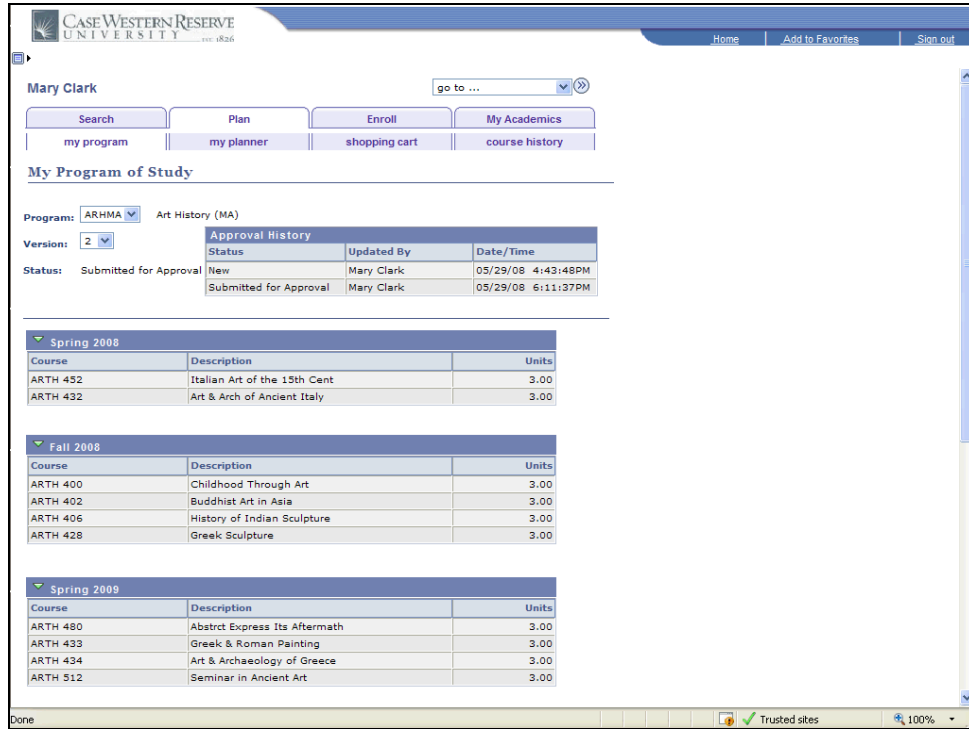 CASE WESTERN RESERVE
UNIVERSITY EST. 1826
Home Add to Favorites Sign out
Mary Clark go to ...
Search Plan Enroll My Academics
my program my planner shopping cart course history
My Program of Study
Program: ARHMA Art History (MA)
Version: 2
Approval History
Status Updated By Date/Time
Status: Submitted for Approval New Mary Clark 05/29/08 4:43:48PM
Submitted for Approval Mary Clark 05/29/08 6:11:37PM
Spring 2008
Course Description Units
ARTH 452 Italian Art of the 15th Cent 3.00
ARTH 432 Art & Arch of Ancient Italy 3.00
Fall 2008
Course Description Units
ARTH 400 Childhood Through Art 3.00
ARTH 402 Buddhist Art in Asia 3.00
ARTH 406 History of Indian Sculpture 3.00
ARTH 428 Greek Sculpture 3.00
Spring 2009
Course Description Units
ARTH 480 Abstrct Express Its Aftermath 3.00
ARTH 433 Greek & Roman Painting 3.00
ARTH 434 Art & Archaeology of Greece 3.00
ARTH 512 Seminar in Ancient Art 3.00
Done Trusted sites 100%